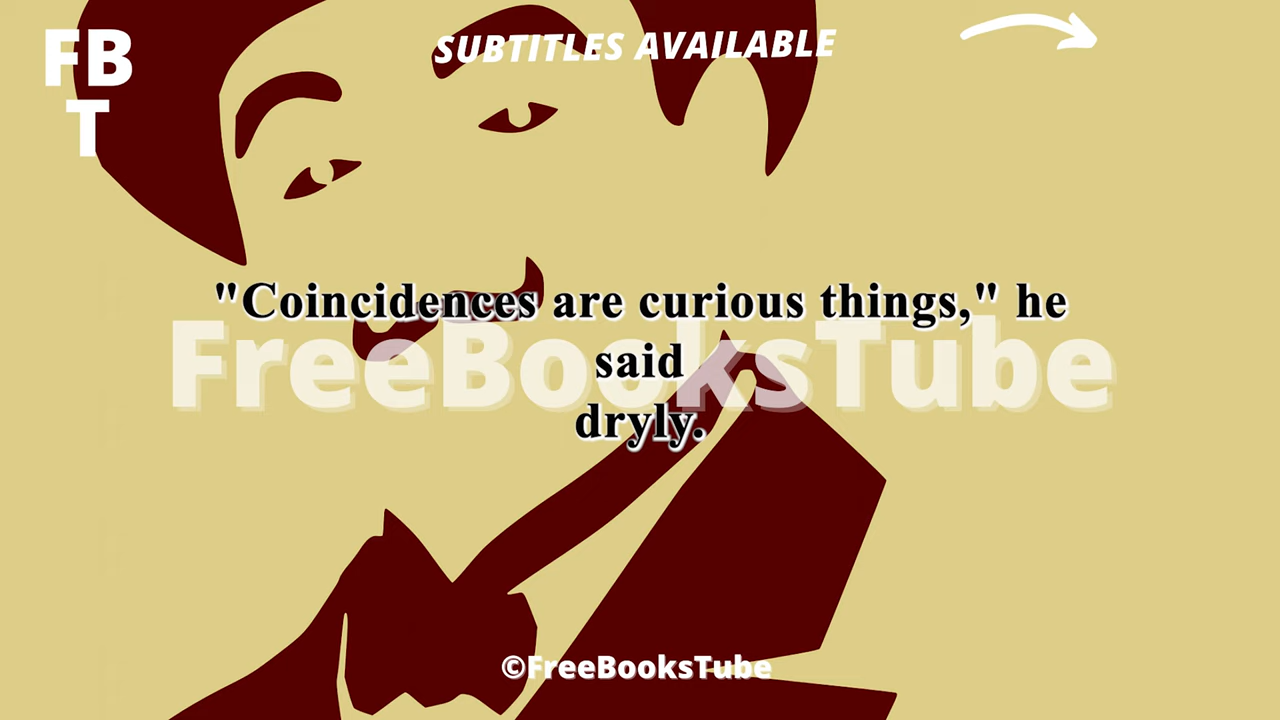 FB
T
SUBTITLES AVAILABLE
"Coincidences are curious things," he
said
dryly.
FreeBooksTube
©FreeBooksTube